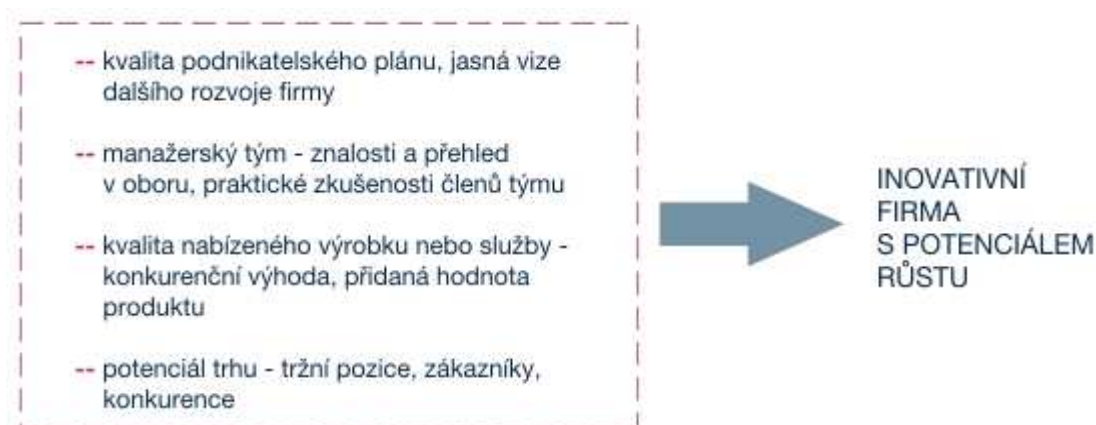 -- kvalita podnikatelského plánu, jasná vize
dalšího rozvoje firmy
-- manažerský tým - znalosti a přehled
v oboru, praktické zkušenosti členů týmu
-- kvalita nabízeného výrobku nebo služby -
konkurenční výhoda, přidaná hodnota
produktu
-- potenciál trhu - tržní pozice, zákazníky,
konkurence
INOVATIVNÍ
FIRMA
S POTENCIÁLEM
RŮSTU